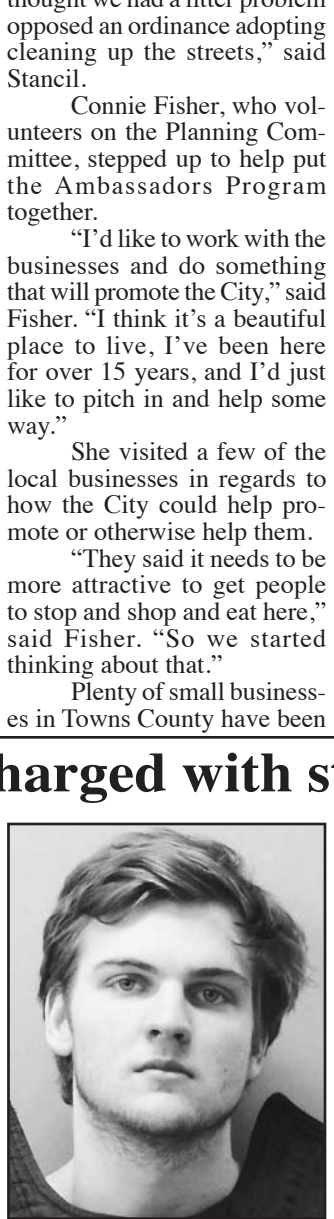 thought we had a litter problem
opposed an ordinance adopting
cleaning up the streets,” said
Stancil.
Connie Fisher, who vol-
unteers on the Planning Com-
mittee, stepped up to help put
the Ambassadors Program
together.
“I’d like to work with the
businesses and do something
that will promote the City,” said
Fisher. “I think it’s a beautiful
place to live, I’ve been here
for over 15 years, and I’d just
like to pitch in and help some
way.”
She visited a few of the
local businesses in regards to
how the City could help pro-
mote or otherwise help them.
“They said it needs to be
more attractive to get people
to stop and shop and eat here,”
said Fisher. “So we started
thinking about that.”
Plenty of small business-
es in Towns County have been
harged with st